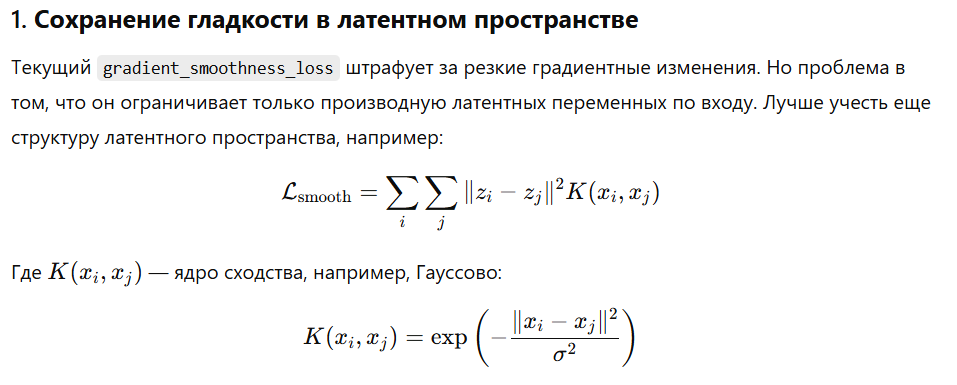 1. Сохранение гладкости в латентном пространстве
Текущий gradient_smoothness_loss штрафует за резкие градиентные изменения. Но проблема в
том, что он ограничивает только производную латентных переменных по входу. Лучше учесть еще
структуру латентного пространства, например:
$$\mathcal{L}_{\text{smooth}} = \sum_i \sum_j \|z_i - z_j\|^2 K(x_i, x_j)$$
Где $K(x_i, x_j)$ — ядро сходства, например, Гауссово:
$$K(x_i, x_j) = \exp\left(-\frac{\|x_i - x_j\|^2}{\sigma^2}\right)$$